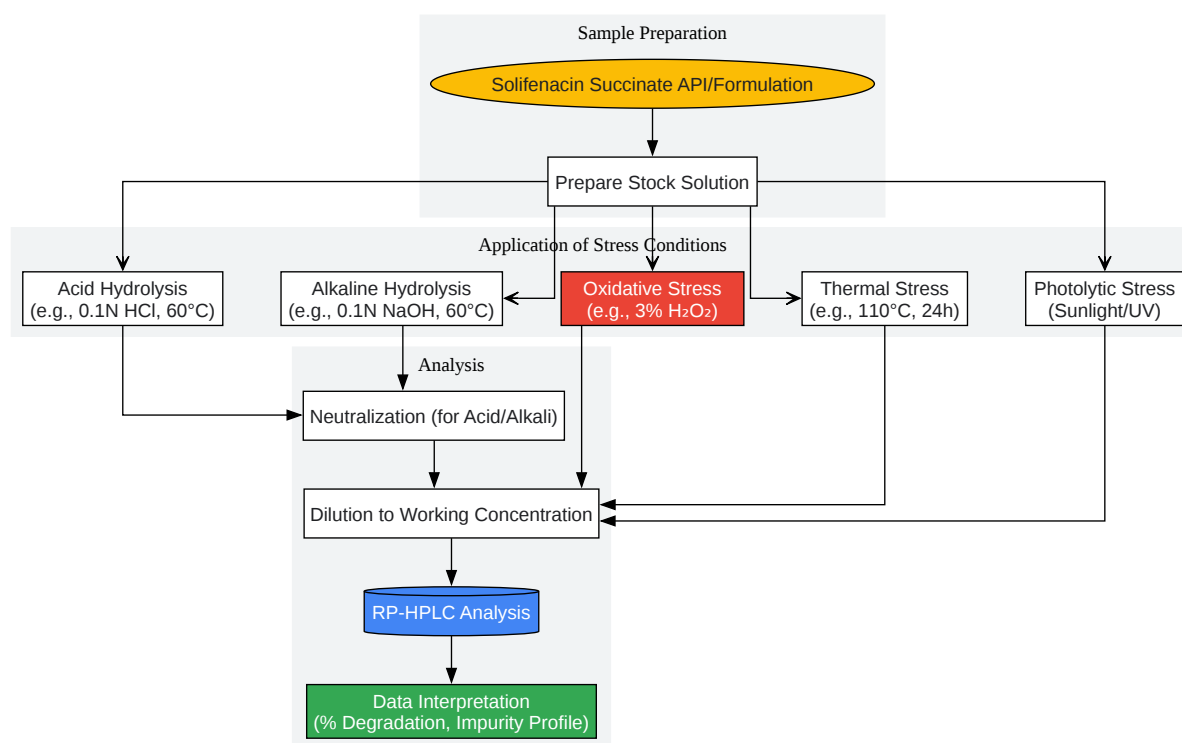 Sample Preparation
Solifenacin Succinate API/Formulation
Prepare Stock Solution
Application of Stress Conditions
Acid Hydrolysis
(e.g., 0.1N HCl, 60°C)
Alkaline Hydrolysis
(e.g., 0.1N NaOH, 60°C)
Oxidative Stress
(e.g., 3% H₂O₂)
Thermal Stress
(e.g., 110°C, 24h)
Photolytic Stress
(Sunlight/UV)
Analysis
Neutralization (for Acid/Alkali)
Dilution to Working Concentration
RP-HPLC Analysis
Data Interpretation
(% Degradation, Impurity Profile)